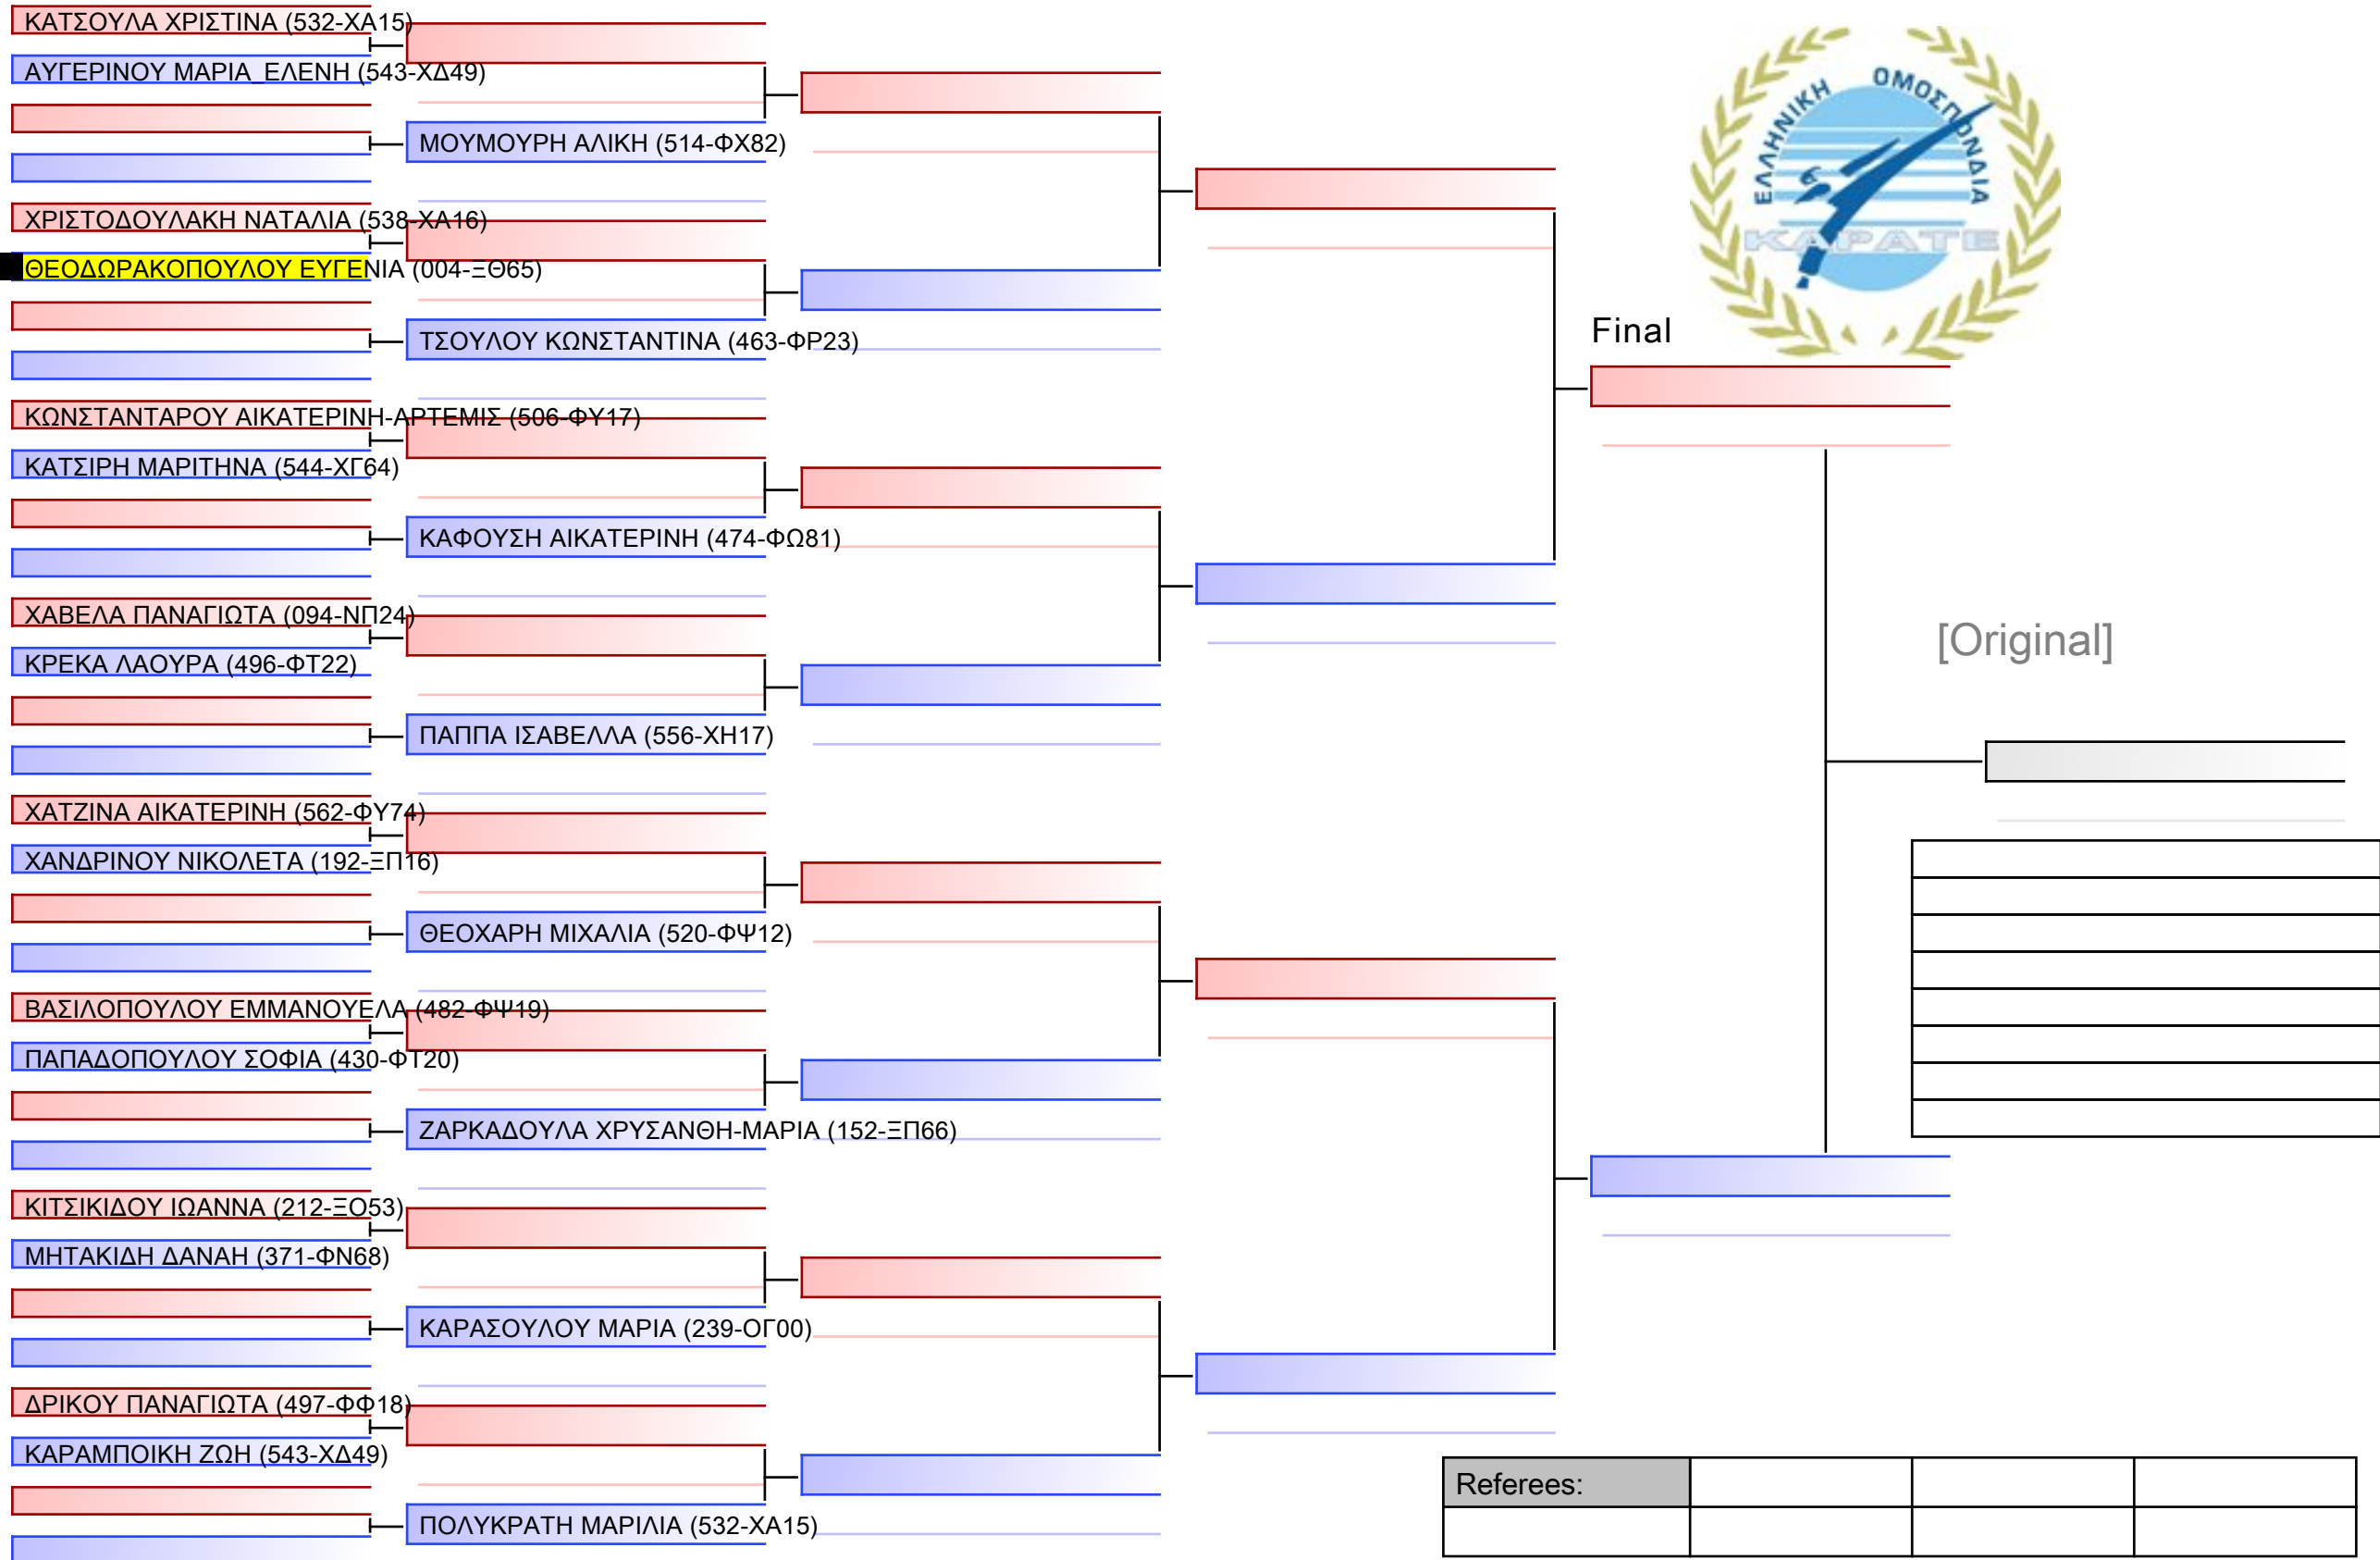 ΚΑΤΣΟΥΛΑ ΧΡΙΣΤΙΝΑ (532-ΧΑ15)
ΑΥΓΕΡΙΝΟΥ ΜΑΡΙΑ_ΕΛΕΝΗ (543-ΧΔ49)
ΜΟΥΜΟΥΡΗ ΑΛΙΚΗ (514-ΦΧ82)
ΧΡΙΣΤΟΔΟΥΛΑΚΗ ΝΑΤΑΛΙΑ (538-ΧΑ16)
ΘΕΟΔΩΡΑΚΟΠΟΥΛΟΥ ΕΥΓΕΝΙΑ (004-ΞΘ65)
ΤΣΟΥΛΟΥ ΚΩΝΣΤΑΝΤΙΝΑ (463-ΦΡ23)
ΚΩΝΣΤΑΝΤΑΡΟΥ ΑΙΚΑΤΕΡΙΝΗ-ΑΡΤΕΜΙΣ (506-ΦΥ17)
ΚΑΤΣΙΡΗ ΜΑΡΙΤΗΝΑ (544-ΧΓ64)
ΚΑΦΟΥΣΗ ΑΙΚΑΤΕΡΙΝΗ (474-ΦΩ81)
ΧΑΒΕΛΑ ΠΑΝΑΓΙΩΤΑ (094-ΝΠ24)
ΚΡΕΚΑ ΛΑΟΥΡΑ (496-ΦΤ22)
ΠΑΠΠΑ ΙΣΑΒΕΛΛΑ (556-ΧΗ17)
ΧΑΤΖΙΝΑ ΑΙΚΑΤΕΡΙΝΗ (562-ΦΥ74)
ΧΑΝΔΡΙΝΟΥ ΝΙΚΟΛΕΤΑ (192-ΞΠ16)
ΘΕΟΧΑΡΗ ΜΙΧΑΛΙΑ (520-ΦΨ12)
ΒΑΣΙΛΟΠΟΥΛΟΥ ΕΜΜΑΝΟΥΕΛΑ (482-ΦΨ19)
ΠΑΠΑΔΟΠΟΥΛΟΥ ΣΟΦΙΑ (430-ΦΤ20)
ΖΑΡΚΑΔΟΥΛΑ ΧΡΥΣΑΝΘΗ-ΜΑΡΙΑ (152-ΞΠ66)
ΚΙΤΣΙΚΙΔΟΥ ΙΩΑΝΝΑ (212-ΞΟ53)
ΜΗΤΑΚΙΔΗ ΔΑΝΑΗ (371-ΦΝ68)
ΚΑΡΑΣΟΥΛΟΥ ΜΑΡΙΑ (239-ΟΓ00)
ΔΡΙΚΟΥ ΠΑΝΑΓΙΩΤΑ (497-ΦΦ18)
ΚΑΡΑΜΠΟΙΚΗ ΖΩΗ (543-ΧΔ49)
ΠΟΛΥΚΡΑΤΗ ΜΑΡΙΛΙΑ (532-ΧΑ15)
ΕΛΛΗΝΙΚΗ ΟΜΟΣΠΟΝΔΙΑ
ΚΑΡΑΤΕ
Final
[Original]
Referees: